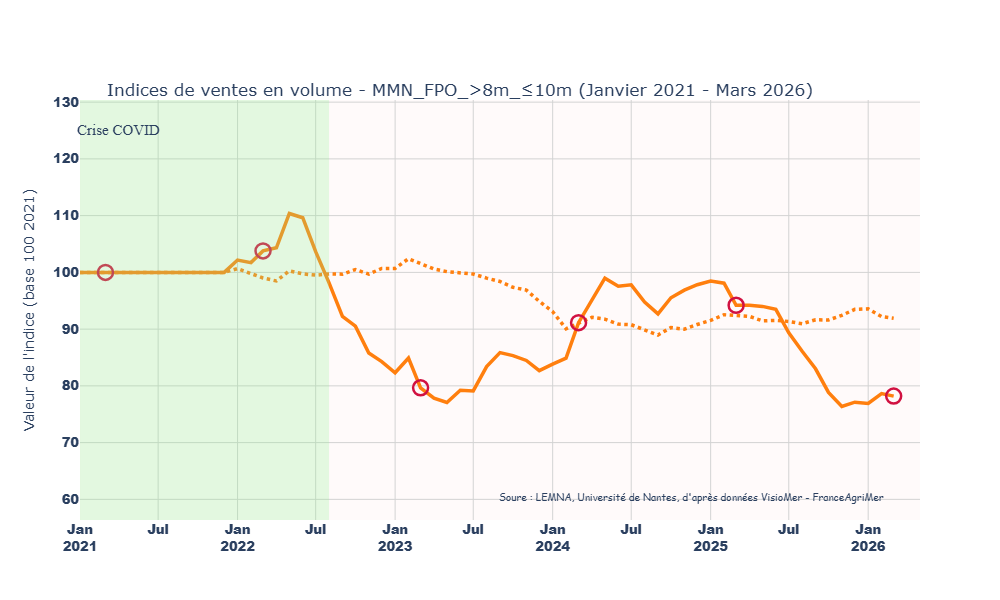 Indices de ventes en volume - MMN_FPO_>8m_≤10m (Janvier 2021 - Mars 2026)
130
Crise COVID
120
110
100
90
80
70
60
Valeur de l'indice (base 100 2021)
Soure : LEMNA, Université de Nantes, d'après données VisioMer - FranceAgriMer
Jan Jul Jan Jul Jan Jul Jan Jul Jan Jul Jan
2021 2022 2023 2024 2025 2026